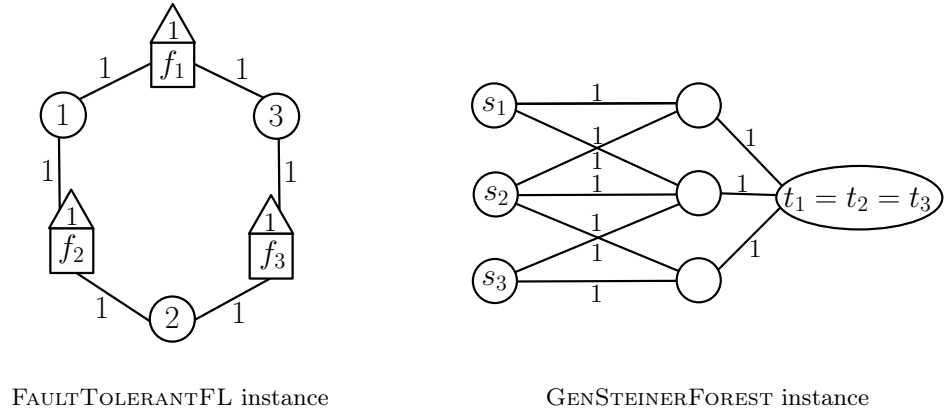 1
f₁
1 1
1 3
1 1
1 1
f₂ f₃
1 1
2
FAULTTOLERANTFL instance
s₁ 1
1
1 1
s₂ 1 1 t₁ = t₂ = t₃
1
1 1
s₃ 1
GENSTEINERFOREST instance